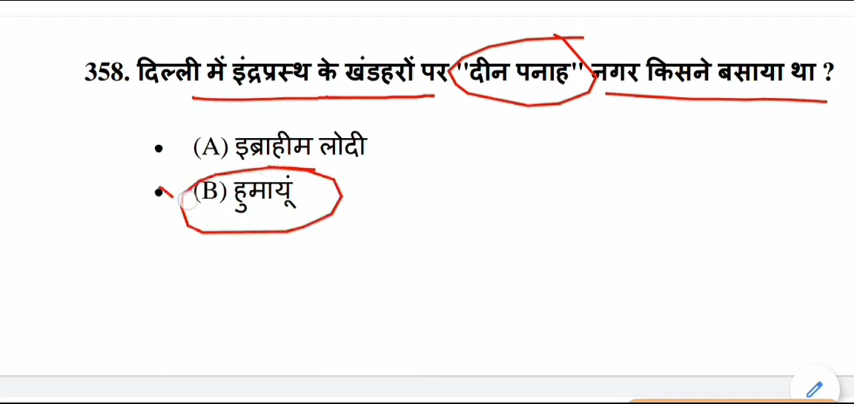 358. दिल्ली में इंद्रप्रस्थ के खंडहरों पर ''दीन पनाह'' नगर किसने बसाया था ?
• (A) इब्राहीम लोदी
• (B) हुमायूं